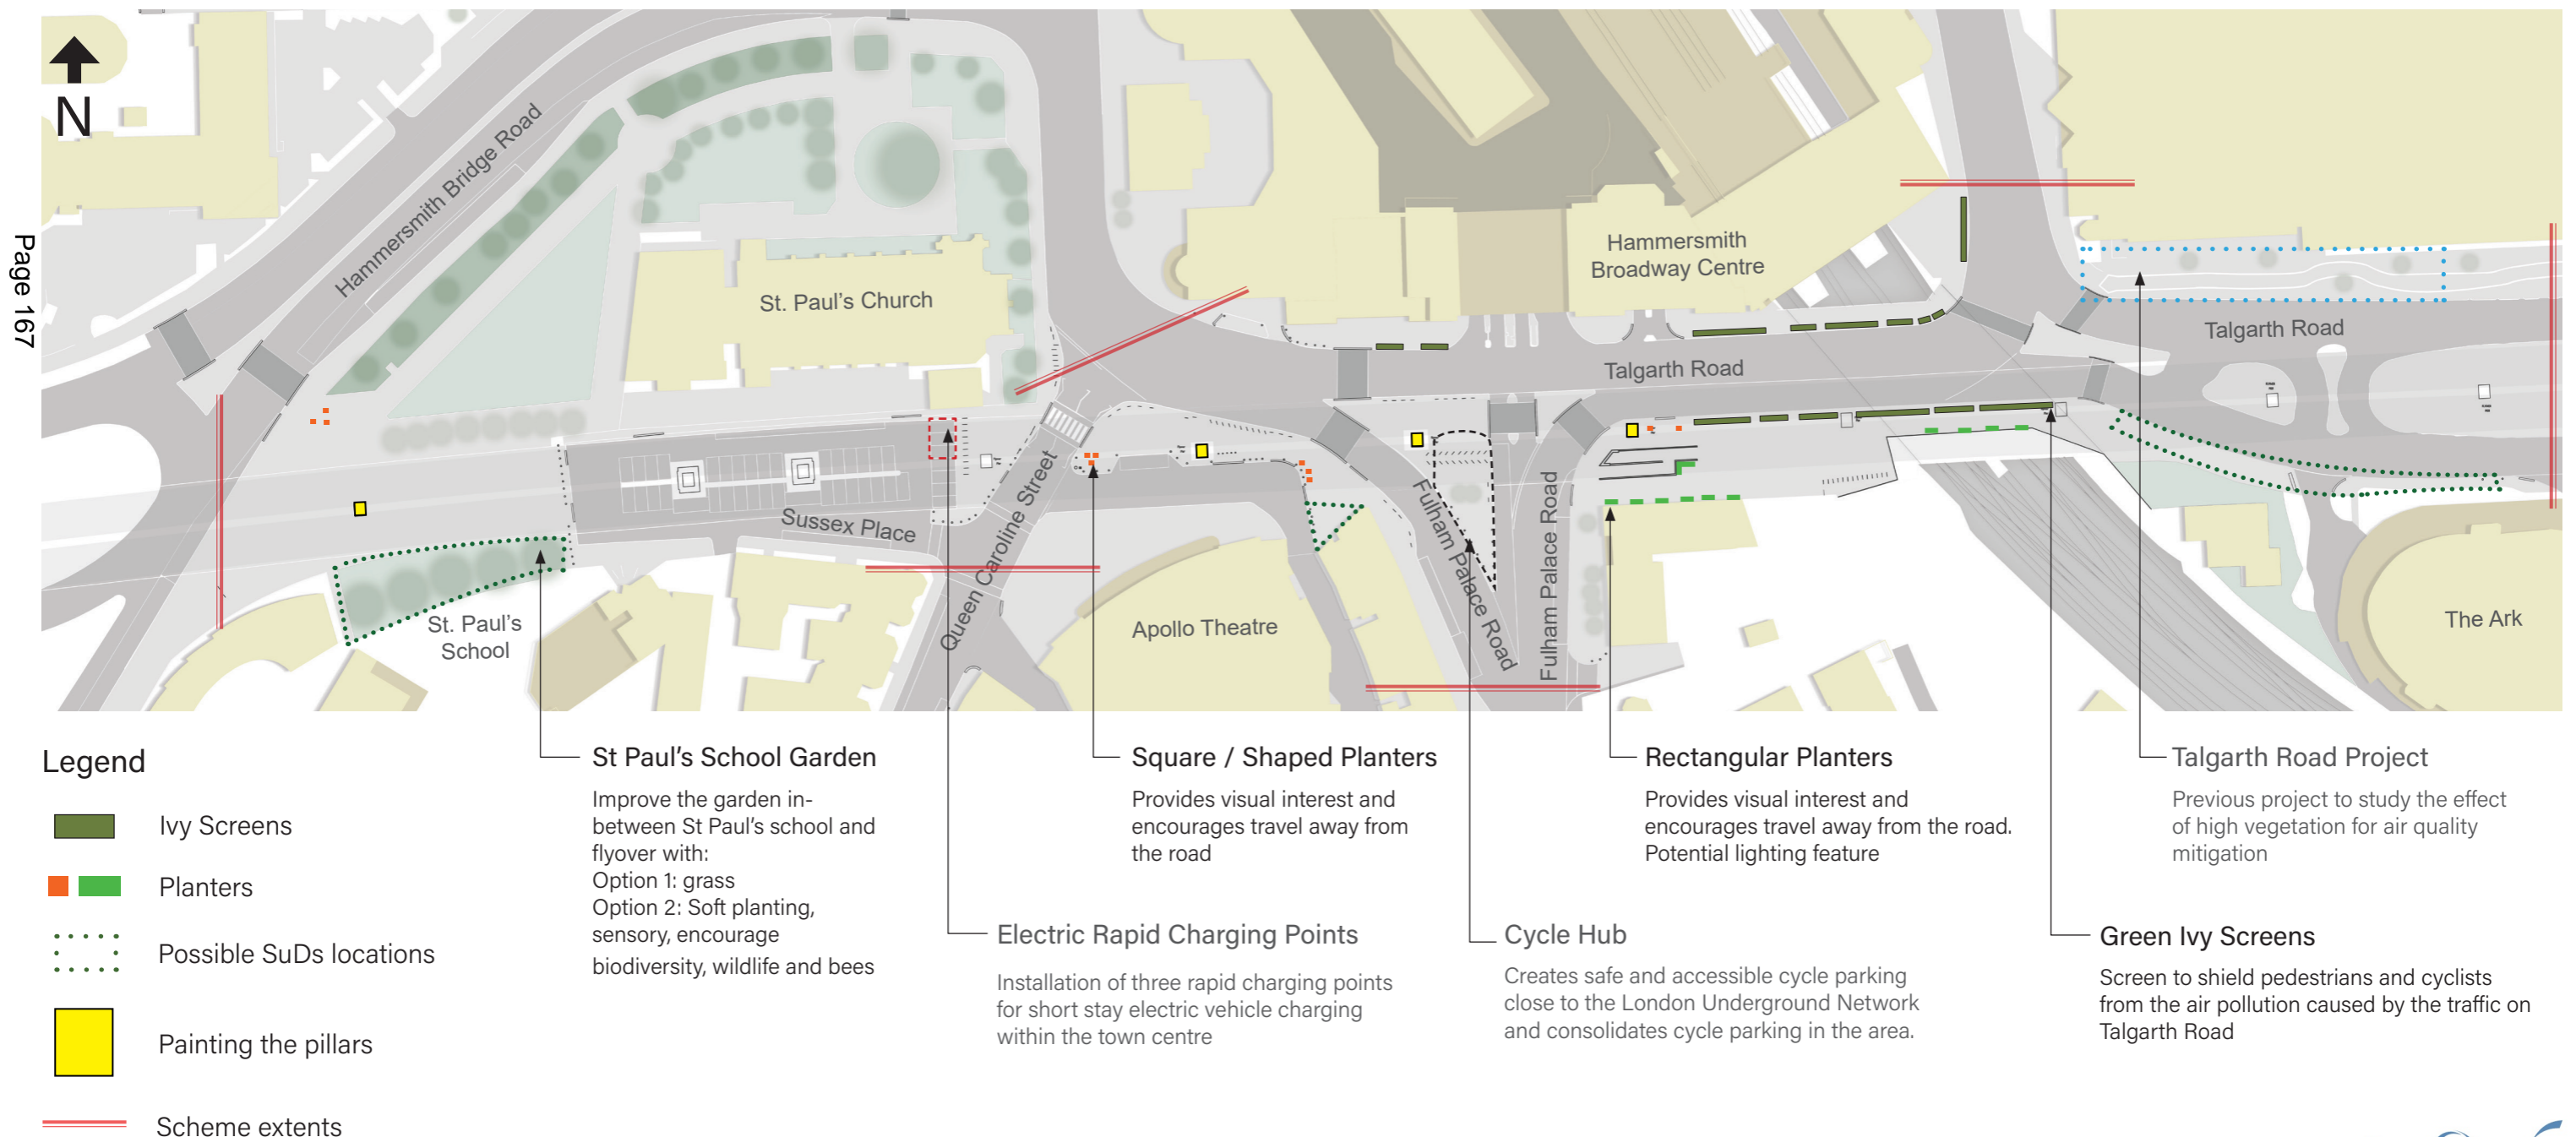 N
Page 167
Hammersmith Bridge Road
St. Paul's Church
Hammersmith
Broadway Centre
Talgarth Road
Talgarth Road
Sussex Place
Queen Caroline Street
Fulham Palace Road
Fulham Palace Road
St. Paul's
School
Apollo Theatre
The Ark
Legend
Ivy Screens
Planters
Possible SuDs locations
Painting the pillars
Scheme extents
St Paul's School Garden
Improve the garden in-
between St Paul's school and
flyover with:
Option 1: grass
Option 2: Soft planting,
sensory, encourage
biodiversity, wildlife and bees
Electric Rapid Charging Points
Installation of three rapid charging points
for short stay electric vehicle charging
within the town centre
Square / Shaped Planters
Provides visual interest and
encourages travel away from
the road
Cycle Hub
Creates safe and accessible cycle parking
close to the London Underground Network
and consolidates cycle parking in the area.
Rectangular Planters
Provides visual interest and
encourages travel away from the road.
Potential lighting feature
Talgarth Road Project
Previous project to study the effect
of high vegetation for air quality
mitigation
Green Ivy Screens
Screen to shield pedestrians and cyclists
from the air pollution caused by the traffic on
Talgarth Road